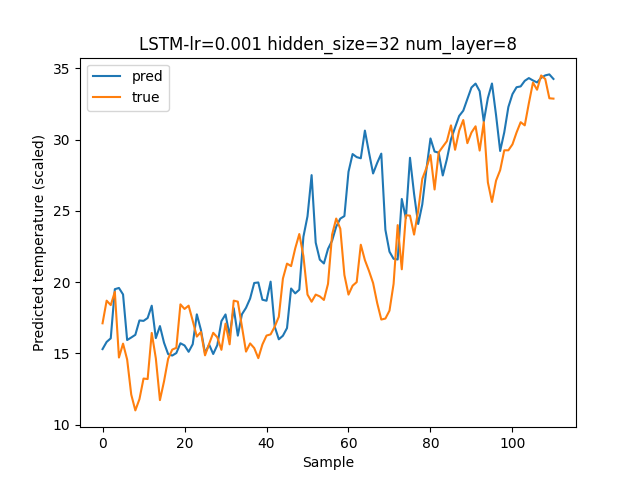 LSTM-lr=0.001 hidden_size=32 num_layer=8
pred
true
Predicted temperature (scaled)
35
30
25
20
15
10
0 20 40 60 80 100
Sample